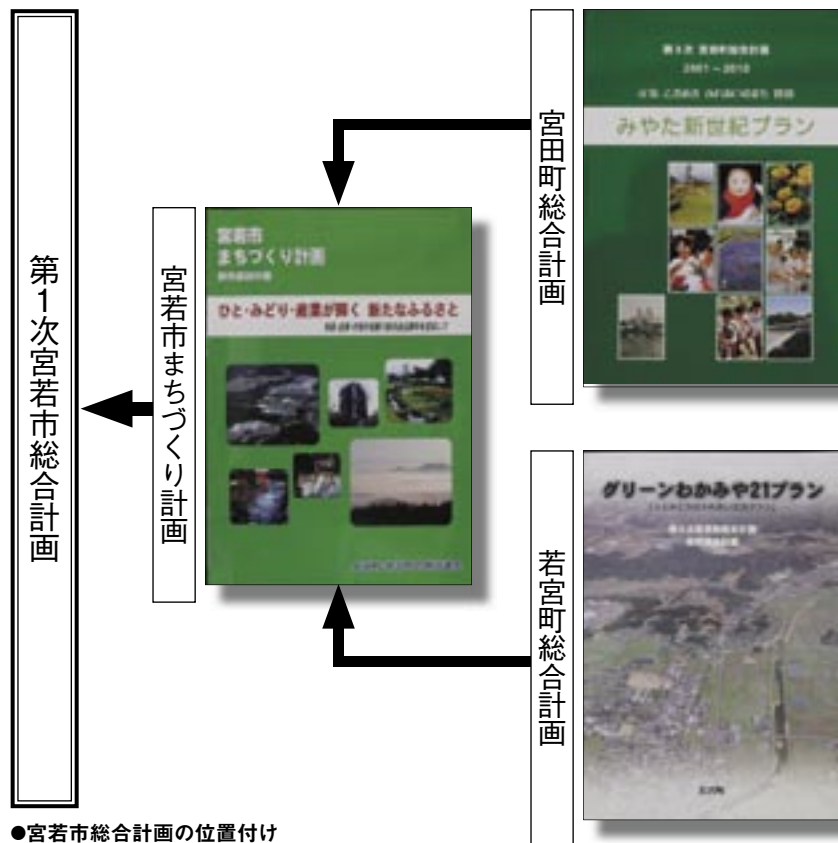 第1次宮若市総合計画
宮若市まちづくり計画
宮若市
まちづくり計画
ひと・みどり・産業が輝く 新たなふるさと
宮田町総合計画
2001～2010
みやた新世紀プラン
若宮町総合計画
グリーンわかみや21プラン
●宮若市総合計画の位置付け